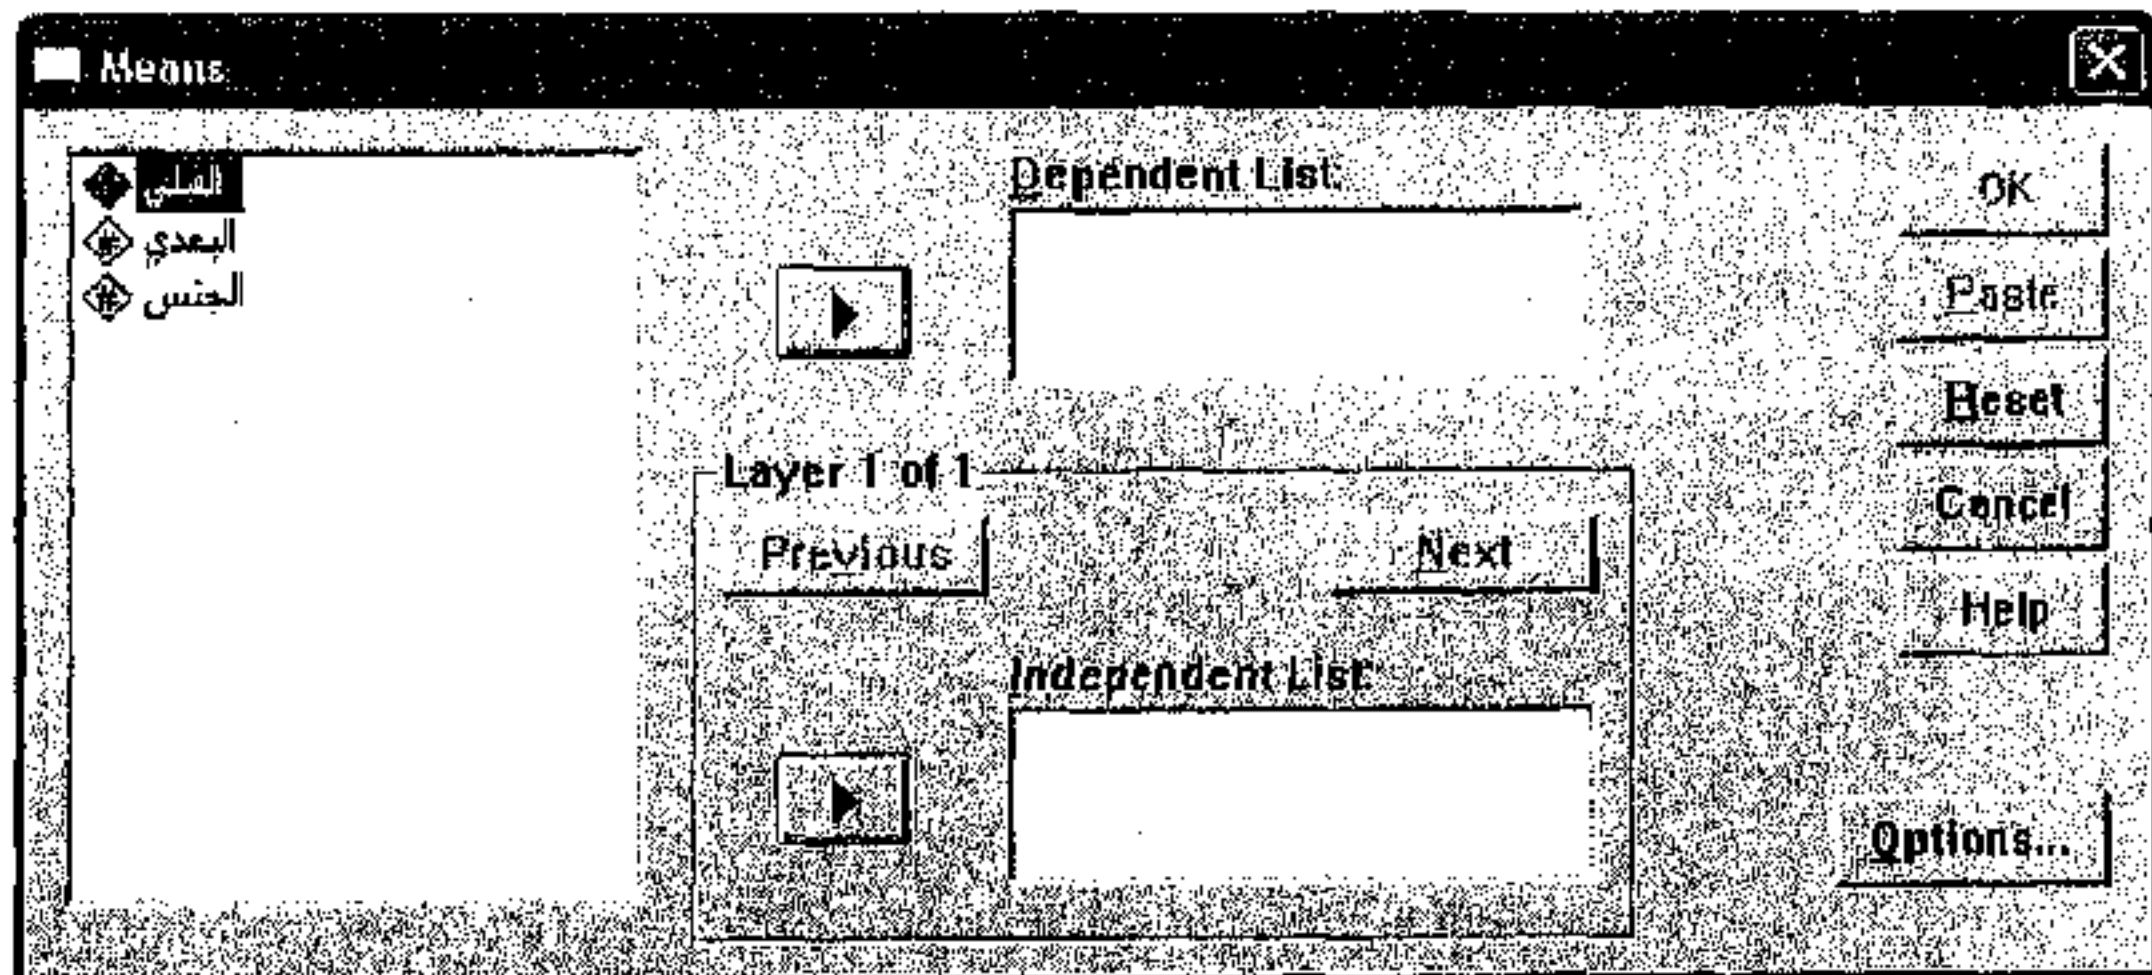 Means
القبلي
البعدي
الجنس
Dependent List:
Layer 1 of 1
Previous
Next
Independent List:
OK
Paste
Reset
Cancel
Help
Options...